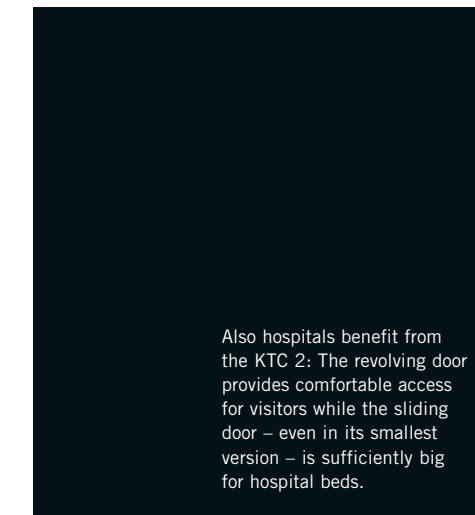 Also hospitals benefit from
the KTC 2: The revolving door
provides comfortable access
for visitors while the sliding
door – even in its smallest
version – is sufficiently big
for hospital beds.